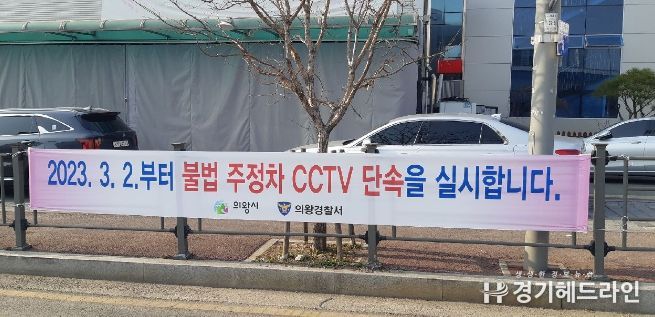 2023. 3. 2.부터 불법 주정차 CCTV 단속을 실시합니다.
의왕시 의왕경찰서
경기헤드라인